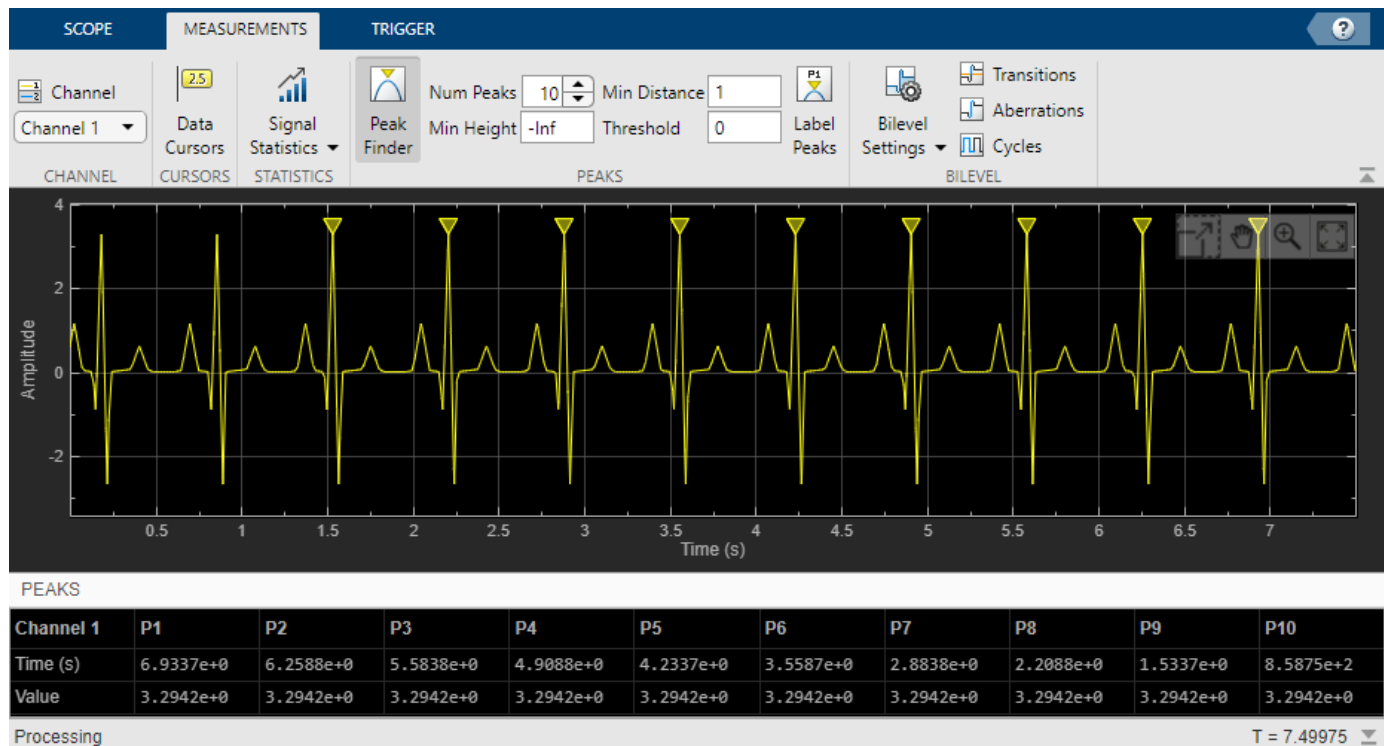 SCOPE MEASUREMENTS TRIGGER ?
Channel
Channel 1
CHANNEL
2.5
Data
Cursors
CURSORS
Signal
Statistics
STATISTICS
Peak
Finder
Num Peaks 10 Min Distance 1
Min Height -Inf Threshold 0
P1
Label
Peaks
PEAKS
Bilevel
Settings
Transitions
Aberrations
Cycles
BILEVEL
4
2
0
-2
Amplitude
0.5 1 1.5 2 2.5 3 3.5 4 4.5 5 5.5 6 6.5 7
Time (s)
PEAKS
Channel 1 P1 P2 P3 P4 P5 P6 P7 P8 P9 P10
Time (s) 6.9337e+0 6.2588e+0 5.5838e+0 4.9088e+0 4.2337e+0 3.5587e+0 2.8838e+0 2.2088e+0 1.5337e+0 8.5875e+2
Value 3.2942e+0 3.2942e+0 3.2942e+0 3.2942e+0 3.2942e+0 3.2942e+0 3.2942e+0 3.2942e+0 3.2942e+0 3.2942e+0
Processing T = 7.49975